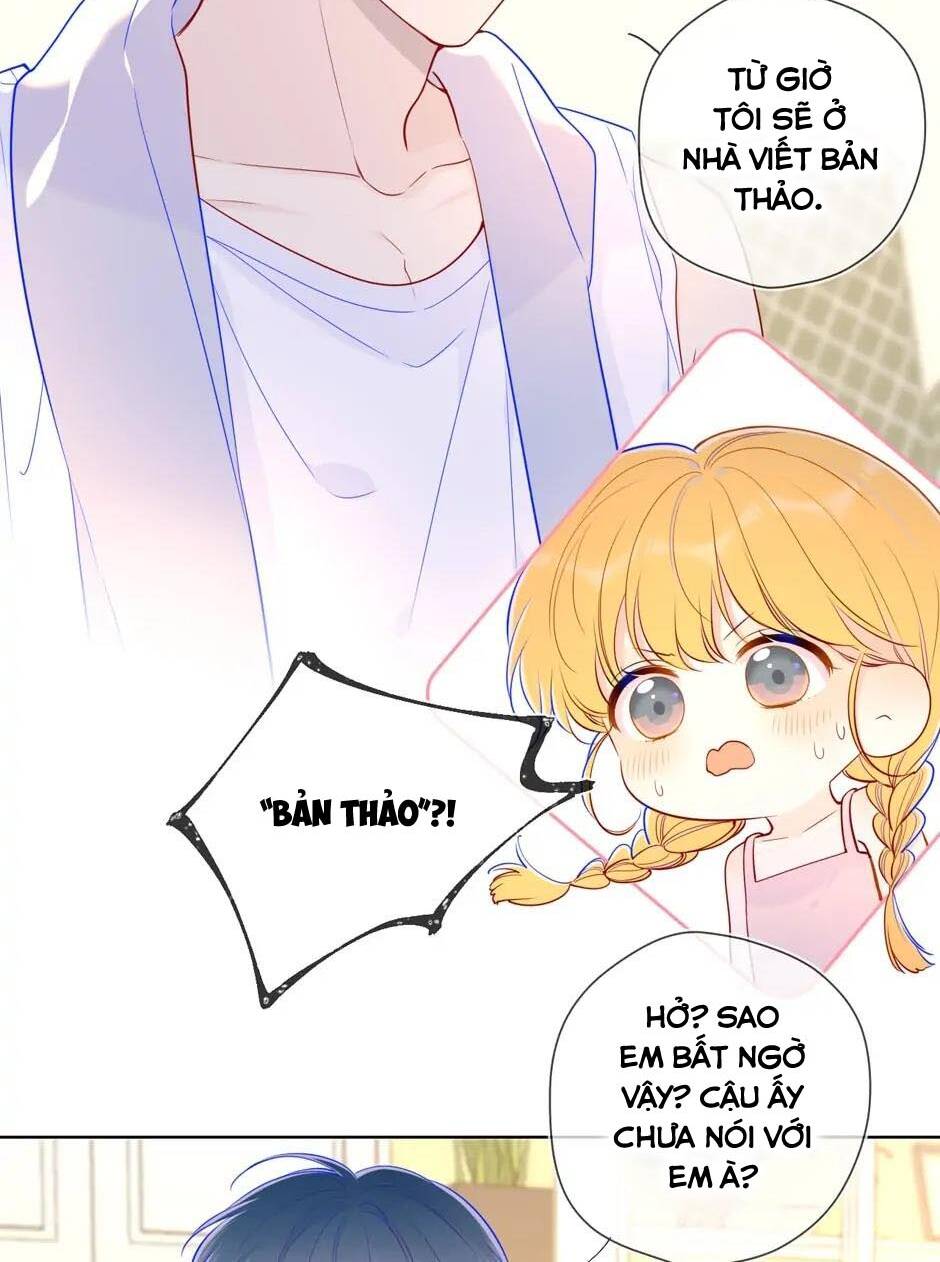 TỪ GIỜ
TÔI SẼ Ở
NHÀ VIẾT BẢN
THẢO.
"BẢN THẢO"?!
HỞ? SAO
EM BẤT NGỜ
VẬY? CẬU ẤY
CHƯA NÓI VỚI
EM À?